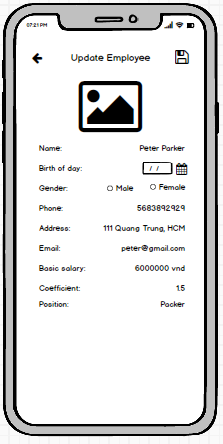 07:21 PM
Update Employee
Name: Peter Parker
Birth of day: / /
Gender: Male Female
Phone: 5683892929
Address: 111 Quang Trung, HCM
Email: peter@gmail.com
Basic salary: 6000000 vnd
Coefficient: 1.5
Position: Packer